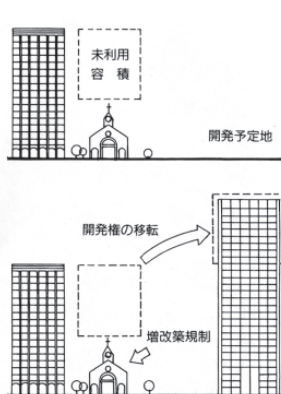 未利用
容　積
開発予定地
開発権の移転
増改築規制